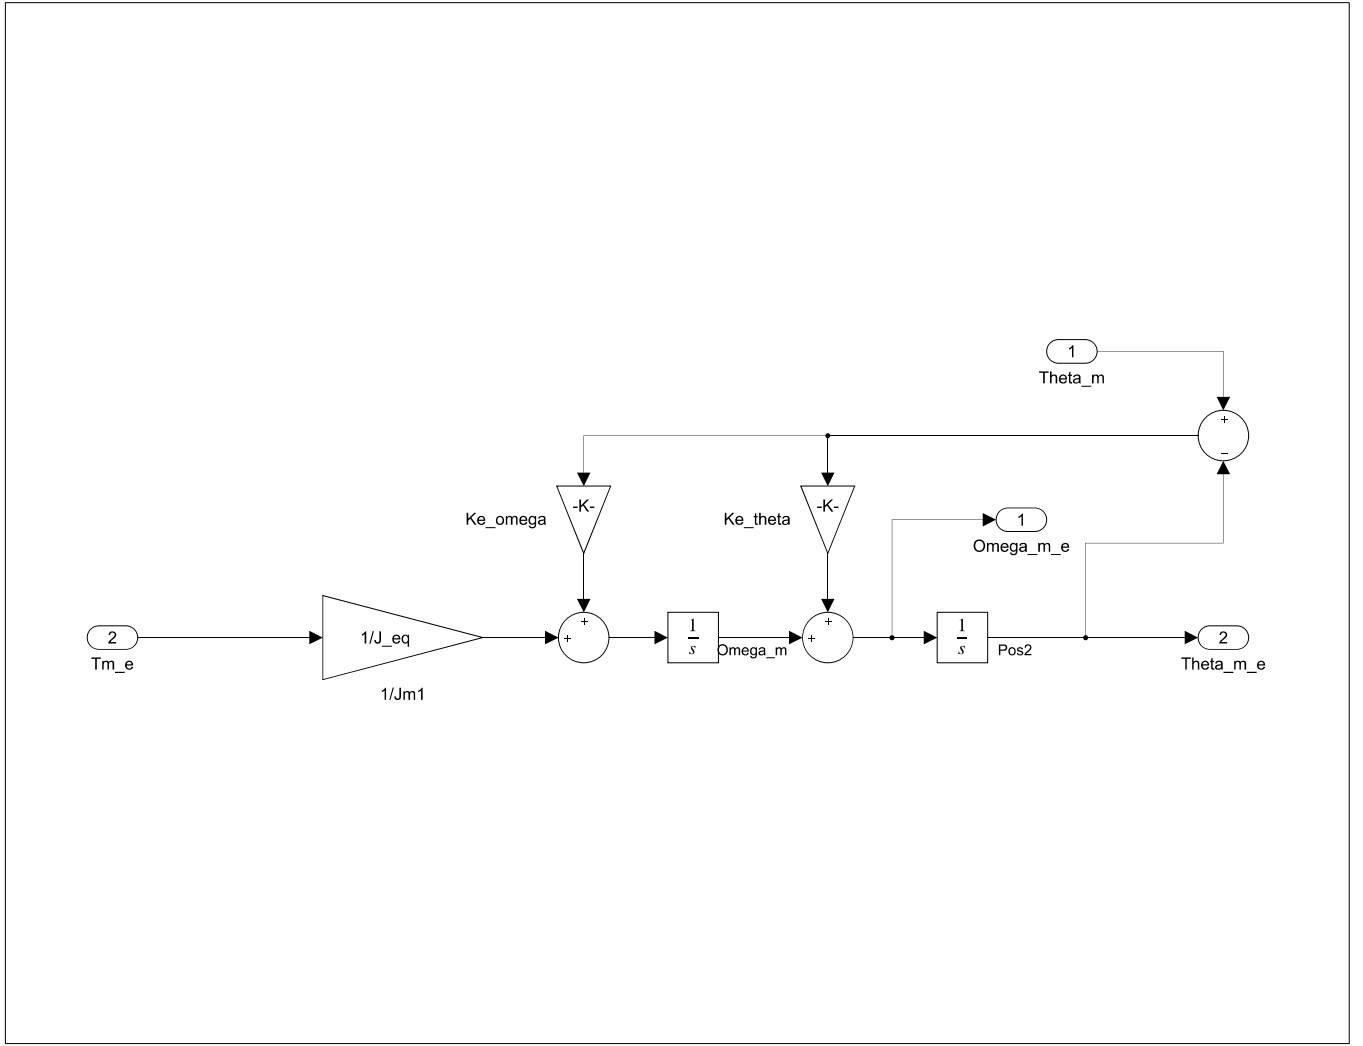 1
Theta_m
+
−
-K-
-K-
Ke_omega
Ke_theta
1
Omega_m_e
2
Tm_e
1/J_eq
1/Jm1
+
+
1
s
Omega_m
+
+
1
s
Pos2
2
Theta_m_e